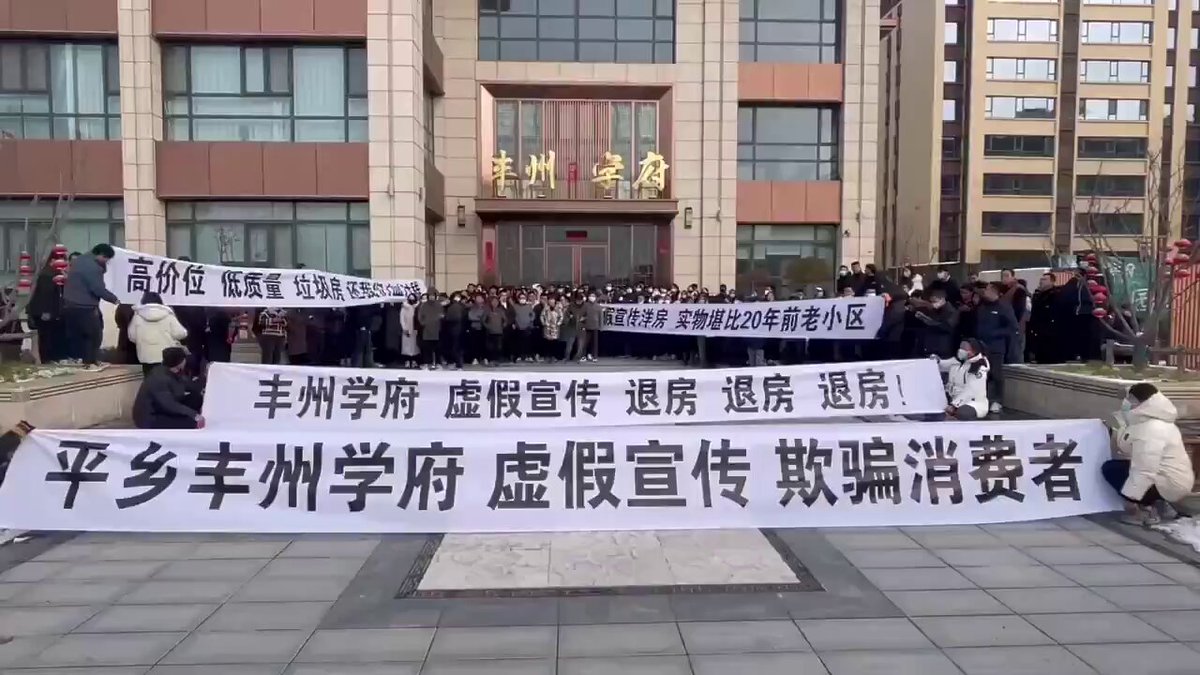 丰州 学府
高价位 低质量 垃圾房
假宣传洋房 实物堪比20年前老小区
丰州学府 虚假宣传 退房 退房 退房！
平乡丰州学府 虚假宣传 欺骗消费者